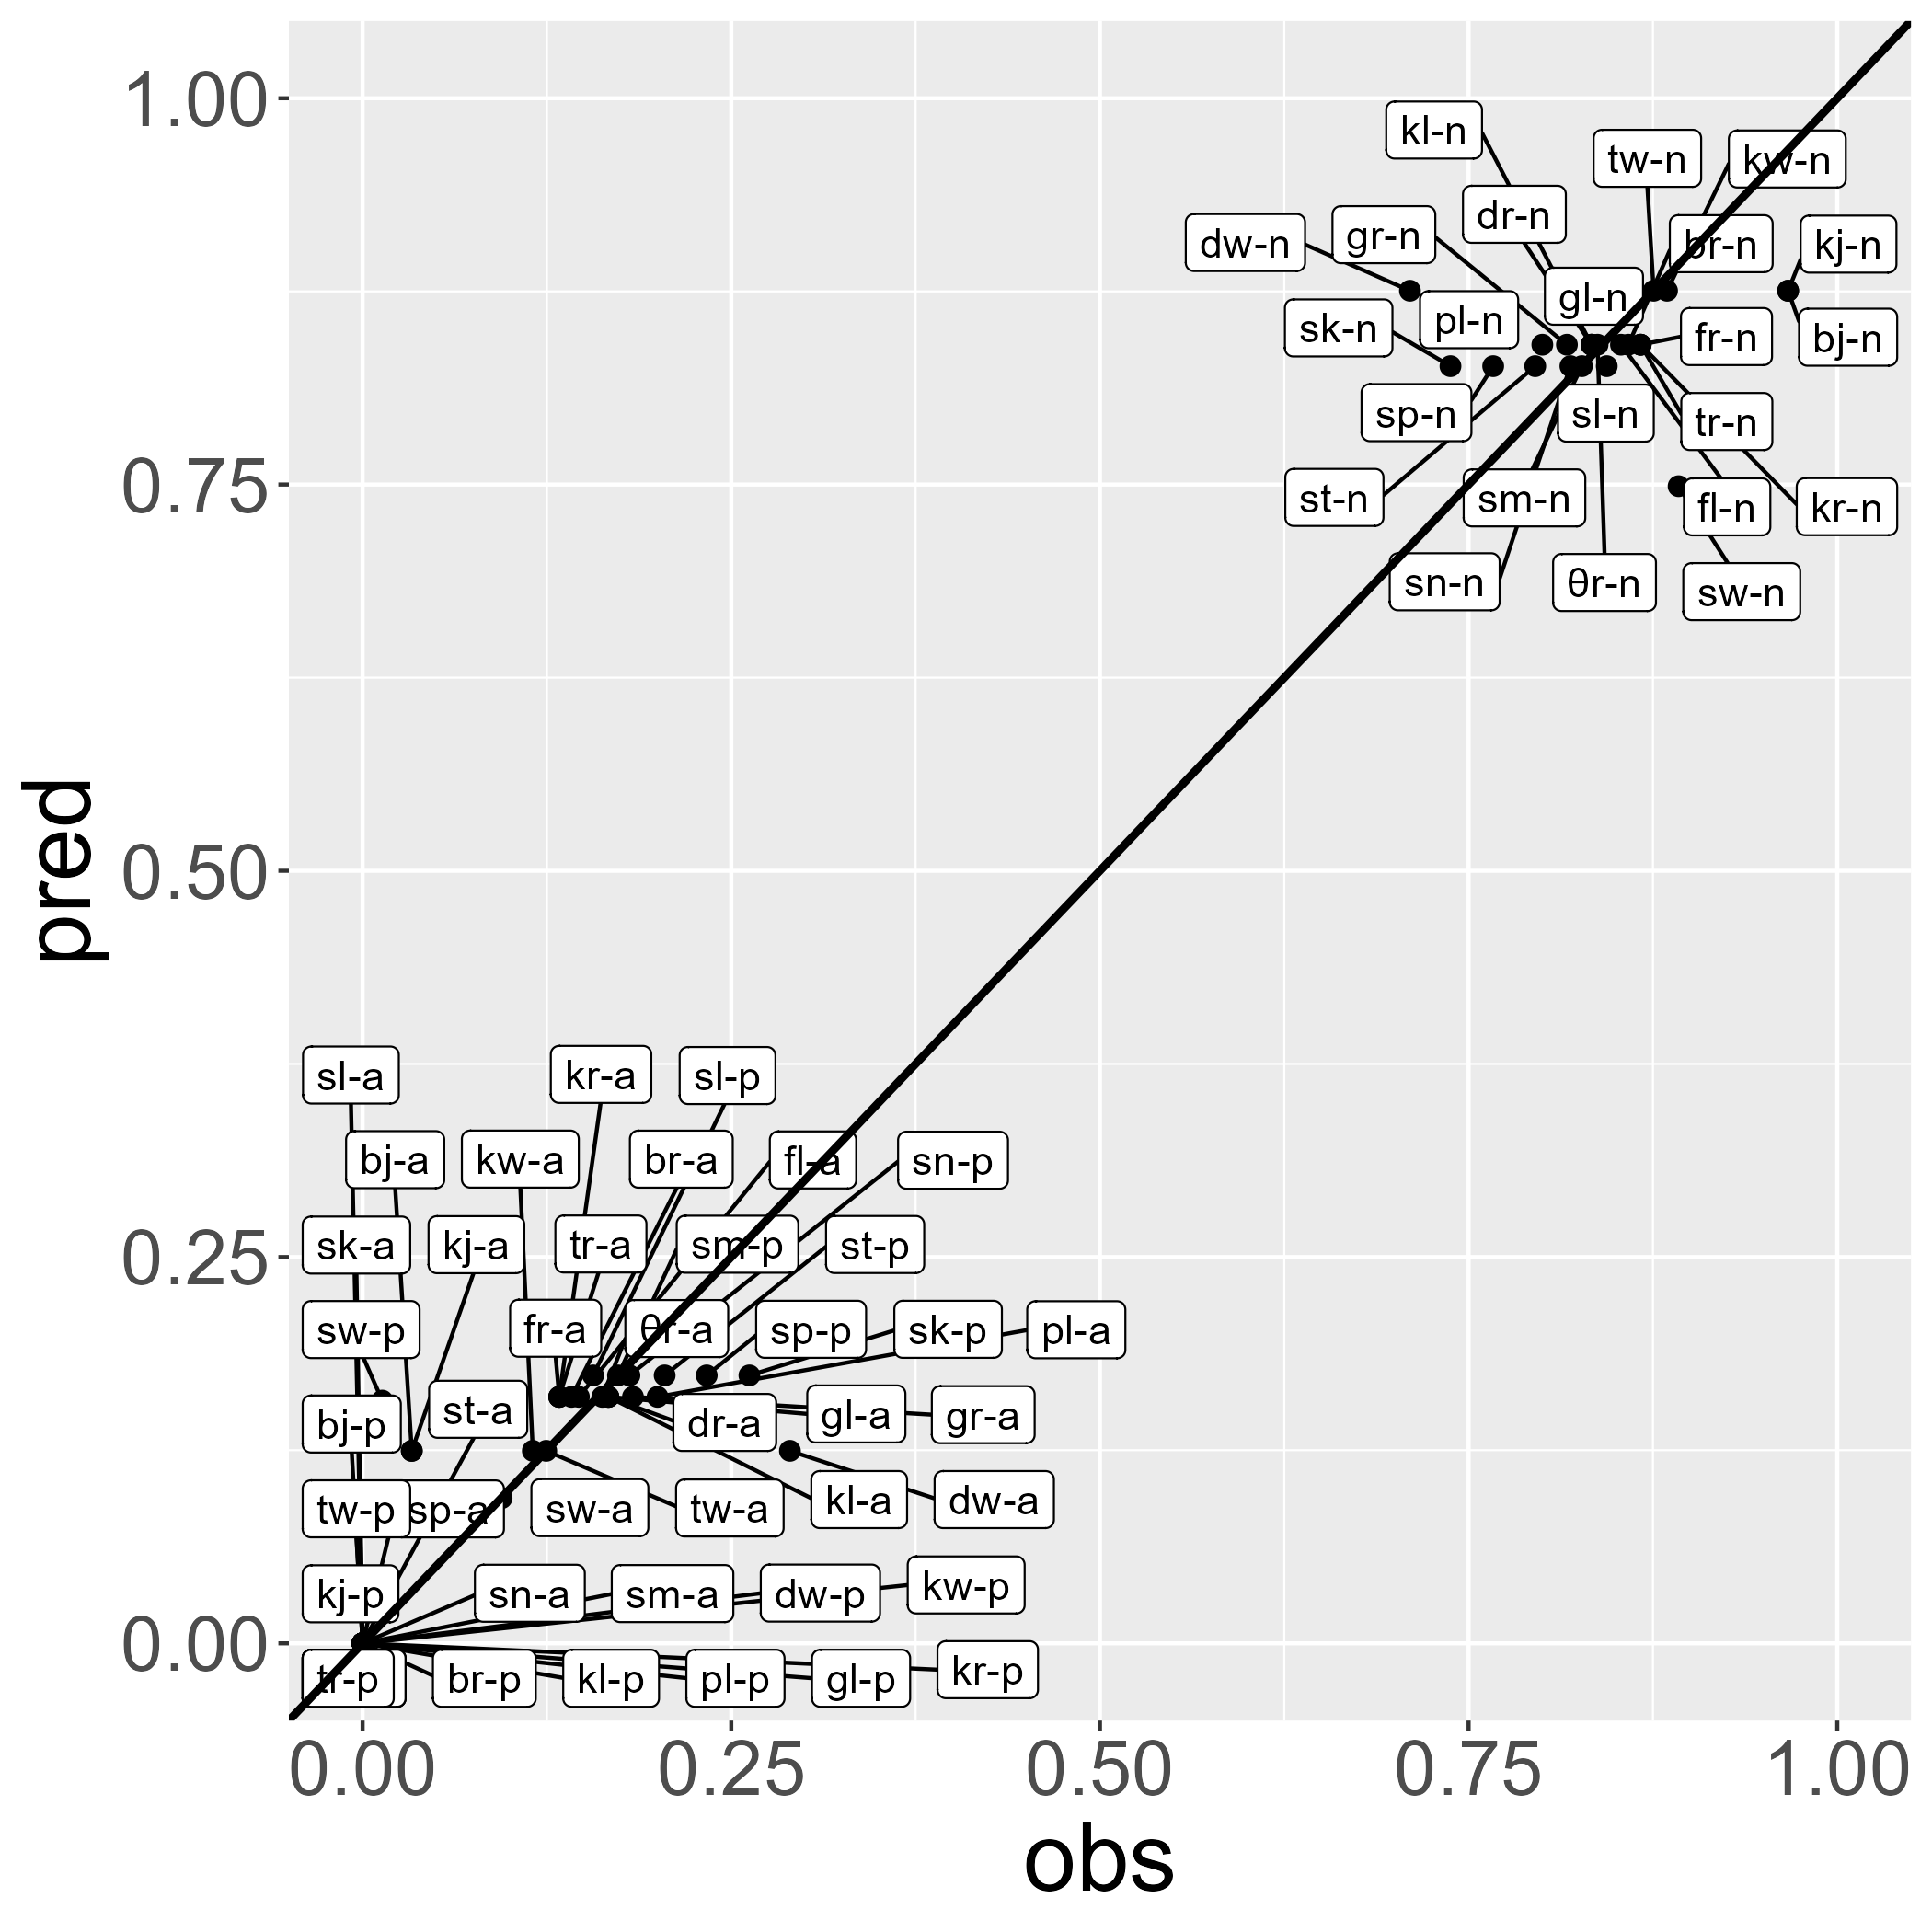 1.00
kl-n
tw-n
kw-n
dr-n
gr-n
dw-n
br-n
kj-n
gl-n
pl-n
sk-n
fr-n
bj-n
sp-n
sl-n
tr-n
0.75
st-n
sm-n
fl-n
kr-n
sn-n
θr-n
sw-n
0.50
pred
sl-a
kr-a
sl-p
bj-a
kw-a
br-a
fl-a
sn-p
0.25
sk-a
kj-a
tr-a
sm-p
st-p
sw-p
fr-a
θr-a
sp-p
sk-p
pl-a
bj-p
st-a
dr-a
gl-a
gr-a
tw-p
sp-a
sw-a
tw-a
kl-a
dw-a
kj-p
sn-a
sm-a
dw-p
kw-p
0.00
tr-p
br-p
kl-p
pl-p
gl-p
kr-p
0.00
0.25
0.50
0.75
1.00
obs